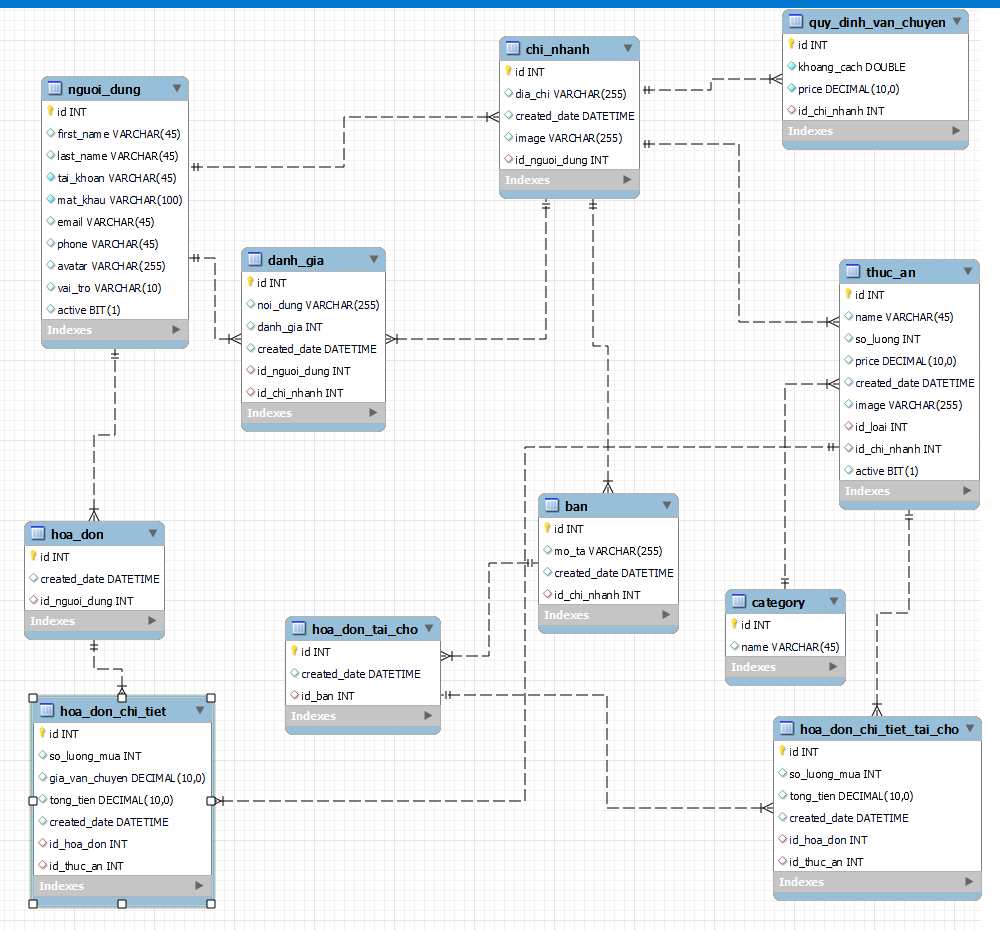 quy_dinh_van_chuyen
id INT
khoang_cach DOUBLE
price DECIMAL(10,0)
id_chi_nhanh INT
Indexes
chi_nhanh
id INT
dia_chi VARCHAR(255)
created_date DATETIME
image VARCHAR(255)
id_nguoi_dung INT
Indexes
nguoi_dung
id INT
first_name VARCHAR(45)
last_name VARCHAR(45)
tai_khoan VARCHAR(45)
mat_khau VARCHAR(100)
email VARCHAR(45)
phone VARCHAR(45)
avatar VARCHAR(255)
vai_tro VARCHAR(10)
active BIT(1)
Indexes
danh_gia
id INT
noi_dung VARCHAR(255)
danh_gia INT
created_date DATETIME
id_nguoi_dung INT
id_chi_nhanh INT
Indexes
thuc_an
id INT
name VARCHAR(45)
so_luong INT
price DECIMAL(10,0)
created_date DATETIME
image VARCHAR(255)
id_loai INT
id_chi_nhanh INT
active BIT(1)
Indexes
ban
id INT
mo_ta VARCHAR(255)
created_date DATETIME
id_chi_nhanh INT
Indexes
hoa_don
id INT
created_date DATETIME
id_nguoi_dung INT
Indexes
category
id INT
name VARCHAR(45)
Indexes
hoa_don_tai_cho
id INT
created_date DATETIME
id_ban INT
Indexes
hoa_don_chi_tiet
id INT
so_luong_mua INT
gia_van_chuyen DECIMAL(10,0)
tong_tien DECIMAL(10,0)
created_date DATETIME
id_hoa_don INT
id_thuc_an INT
Indexes
hoa_don_chi_tiet_tai_cho
id INT
so_luong_mua INT
tong_tien DECIMAL(10,0)
created_date DATETIME
id_hoa_don INT
id_thuc_an INT
Indexes